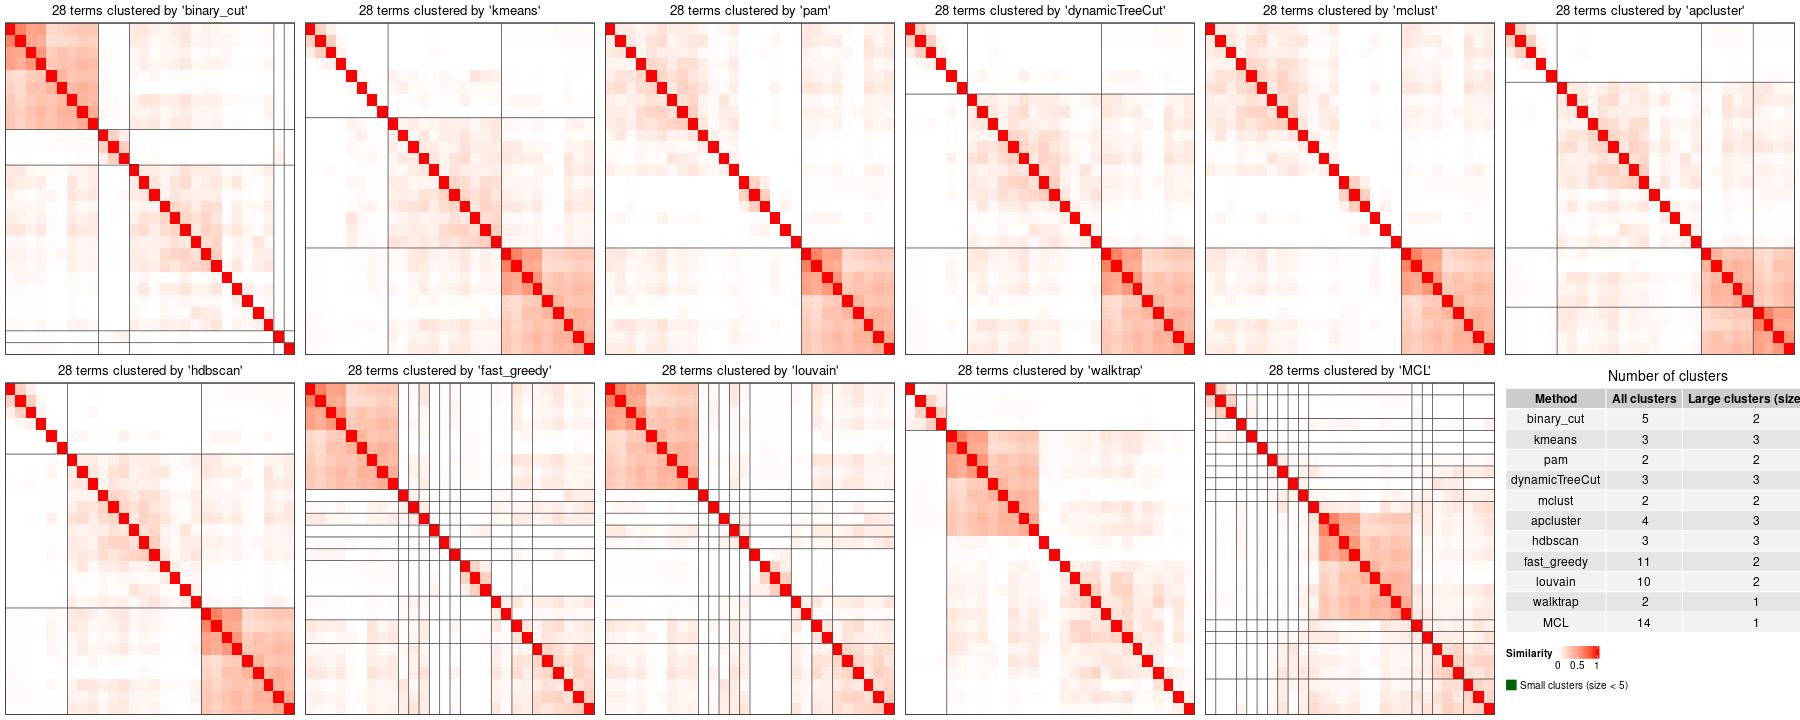 28 terms clustered by 'binary_cut'
28 terms clustered by 'kmeans'
28 terms clustered by 'pam'
28 terms clustered by 'dynamicTreeCut'
28 terms clustered by 'mclust'
28 terms clustered by 'apcluster'
28 terms clustered by 'hdbscan'
28 terms clustered by 'fast_greedy'
28 terms clustered by 'louvain'
28 terms clustered by 'walktrap'
28 terms clustered by 'MCL'
Number of clusters
Method All clusters Large clusters (size
binary_cut 5 2
kmeans 3 3
pam 2 2
dynamicTreeCut 3 3
mclust 2 2
apcluster 4 3
hdbscan 3 3
fast_greedy 11 2
louvain 10 2
walktrap 2 1
MCL 14 1
Similarity
0 0.5 1
Small clusters (size < 5)